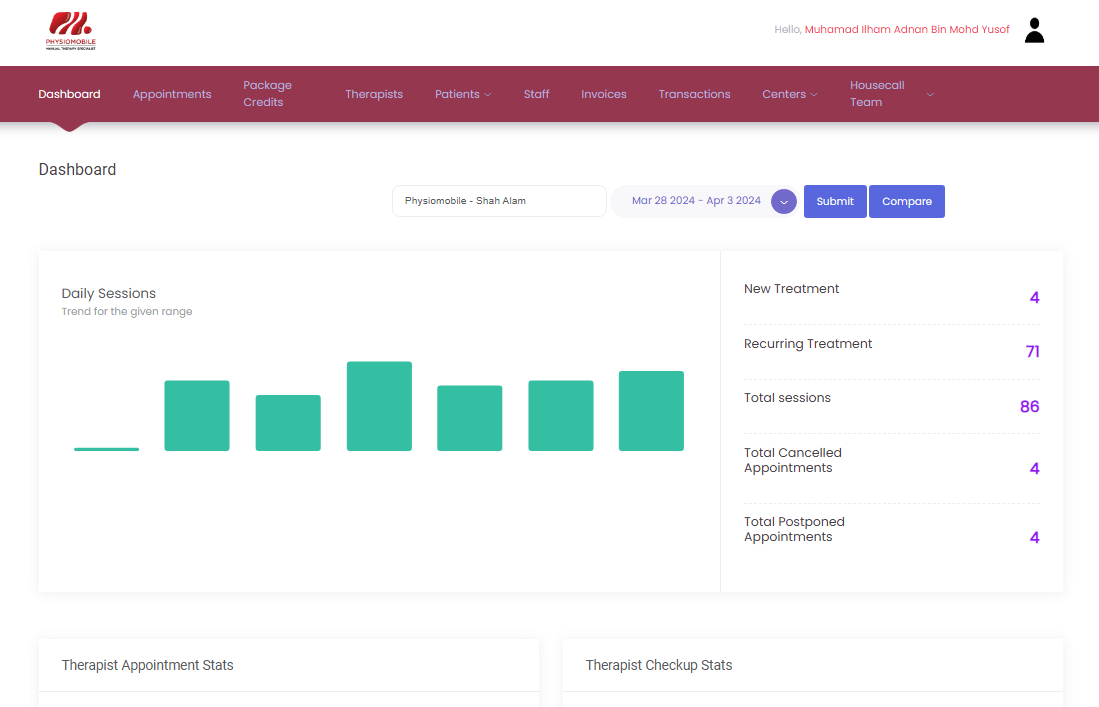 PHYSIOMOBILE
MANUAL THERAPY SPECIALIST
Hello, Muhamad Ilham Adnan Bin Mohd Yusof
Dashboard
Appointments
Package
Credits
Therapists
Patients
Staff
Invoices
Transactions
Centers
Housecall
Team
Dashboard
Physiomobile - Shah Alam
Mar 28 2024 - Apr 3 2024
Submit
Compare
Daily Sessions
Trend for the given range
New Treatment
4
Recurring Treatment
71
Total sessions
86
Total Cancelled
Appointments
4
Total Postponed
Appointments
4
Therapist Appointment Stats
Therapist Checkup Stats